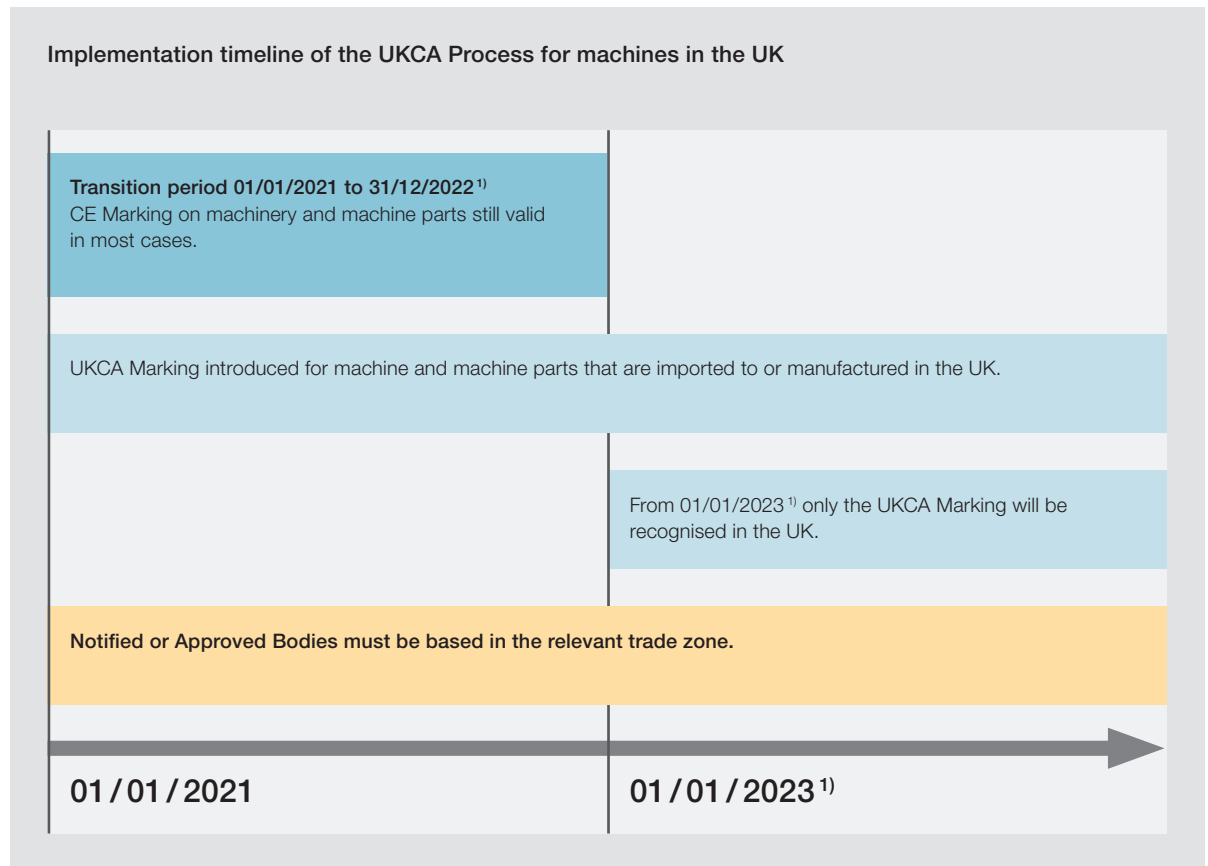 Implementation timeline of the UKCA Process for machines in the UK
Transition period 01/01/2021 to 31/12/2022 1)
CE Marking on machinery and machine parts still valid
in most cases.
UKCA Marking introduced for machine and machine parts that are imported to or manufactured in the UK.
From 01/01/2023 1) only the UKCA Marking will be
recognised in the UK.
Notified or Approved Bodies must be based in the relevant trade zone.
01/01/2021
01/01/2023 1)